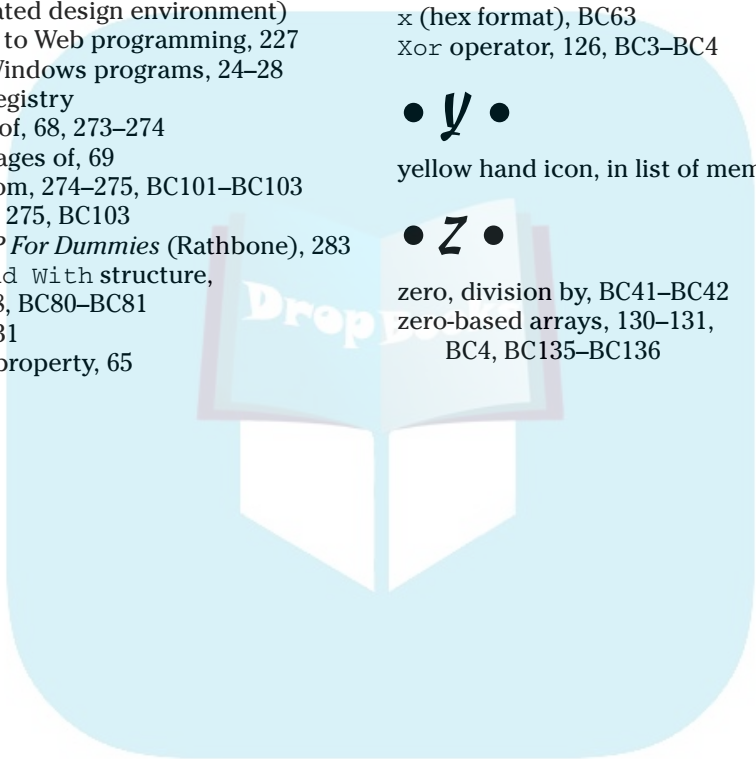 ated design environment)
to Web programming, 227
Windows programs, 24–28
egistry
of, 68, 273–274
ages of, 69
om, 274–275, BC101–BC103
275, BC103
P For Dummies (Rathbone), 283
d With structure,
8, BC80–BC81
31
property, 65
x (hex format), BC63
Xor operator, 126, BC3–BC4
• y •
yellow hand icon, in list of mem
• Z •
zero, division by, BC41–BC42
zero-based arrays, 130–131,
BC4, BC135–BC136
Drop